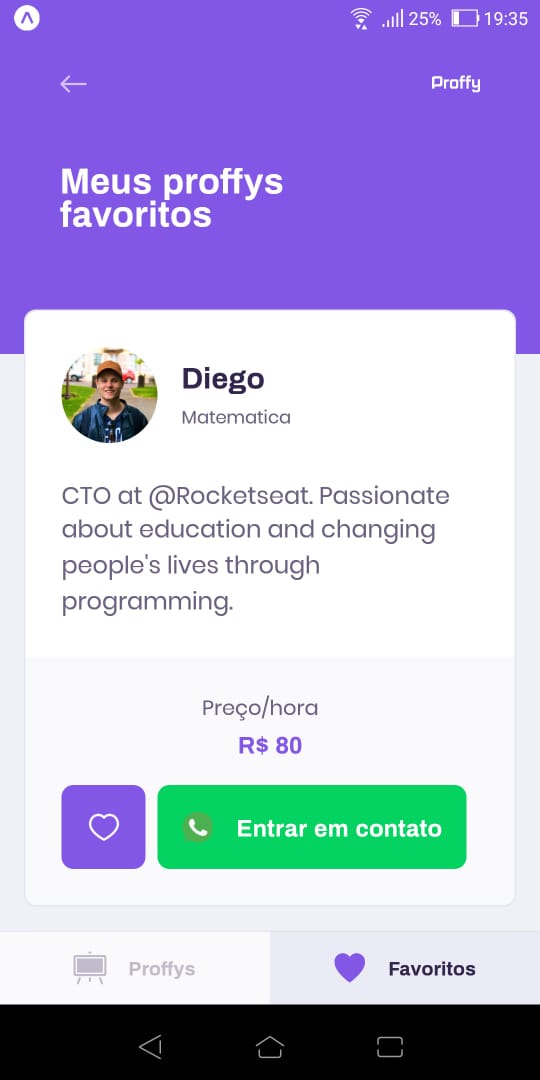 25% 19:35
Proffy
Meus proffys
favoritos
Diego
Matematica
CTO at @Rocketseat. Passionate
about education and changing
people's lives through
programming.
Preço/hora
R$ 80
Entrar em contato
Proffys
Favoritos